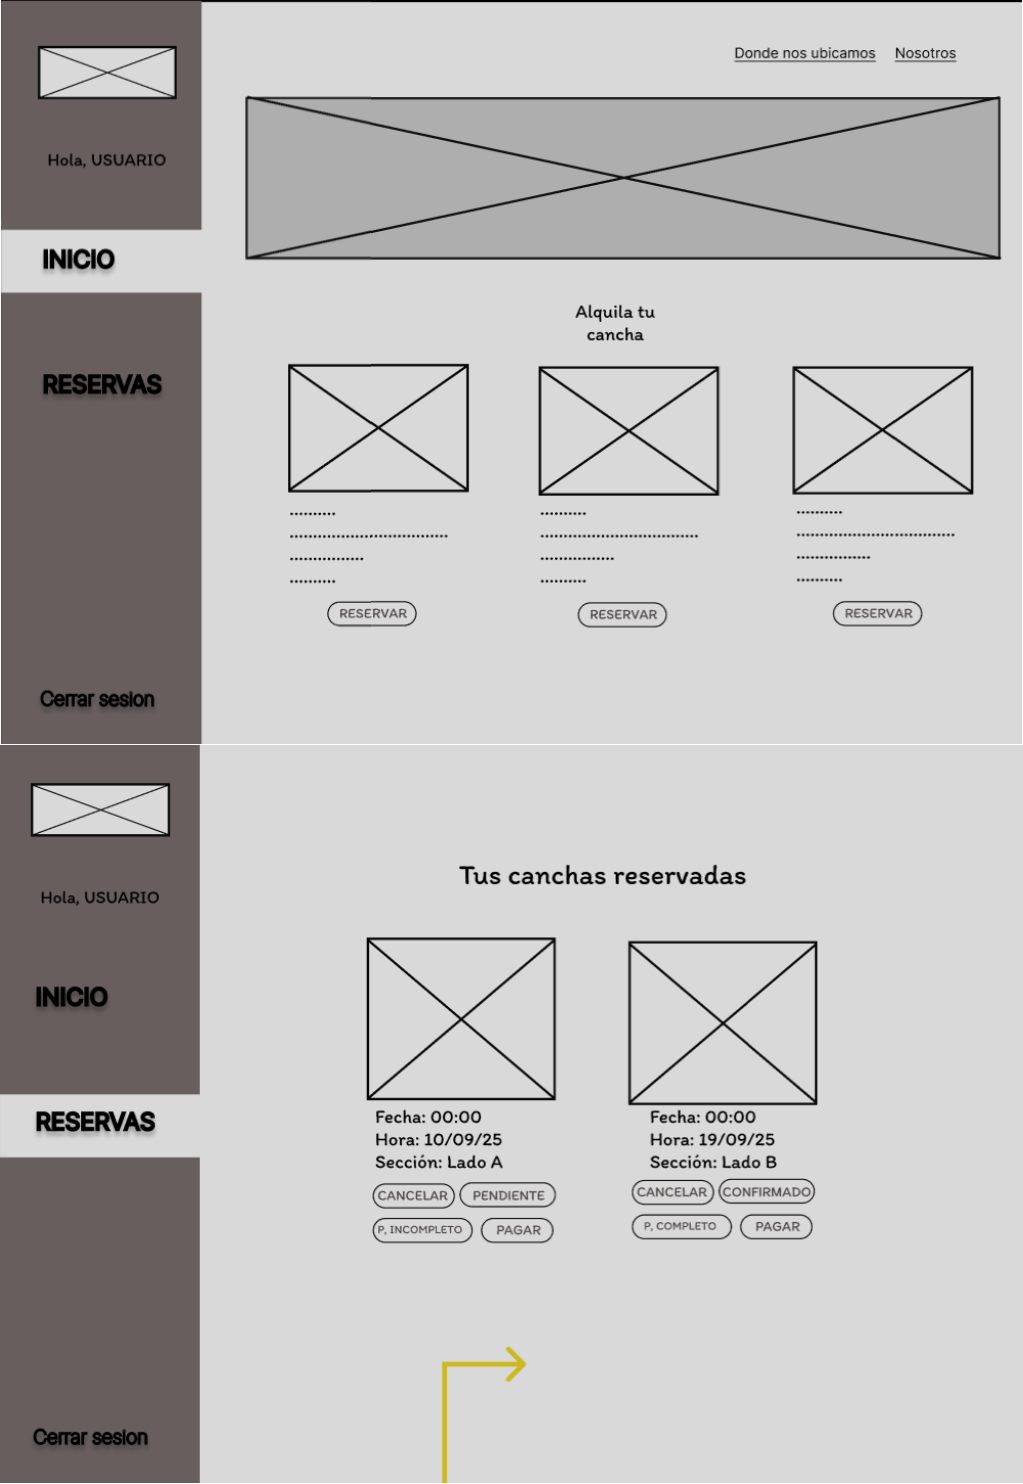 Donde nos ubicamos Nosotros
Hola, USUARIO
INICIO
Alquila tu
cancha
RESERVAS
RESERVAR RESERVAR RESERVAR
Cerrar sesion
Tus canchas reservadas
Hola, USUARIO
INICIO
RESERVAS
Fecha: 00:00
Hora: 10/09/25
Sección: Lado A
CANCELAR PENDIENTE
P, INCOMPLETO PAGAR
Fecha: 00:00
Hora: 19/09/25
Sección: Lado B
CANCELAR CONFIRMADO
P, COMPLETO PAGAR
Cerrar sesion